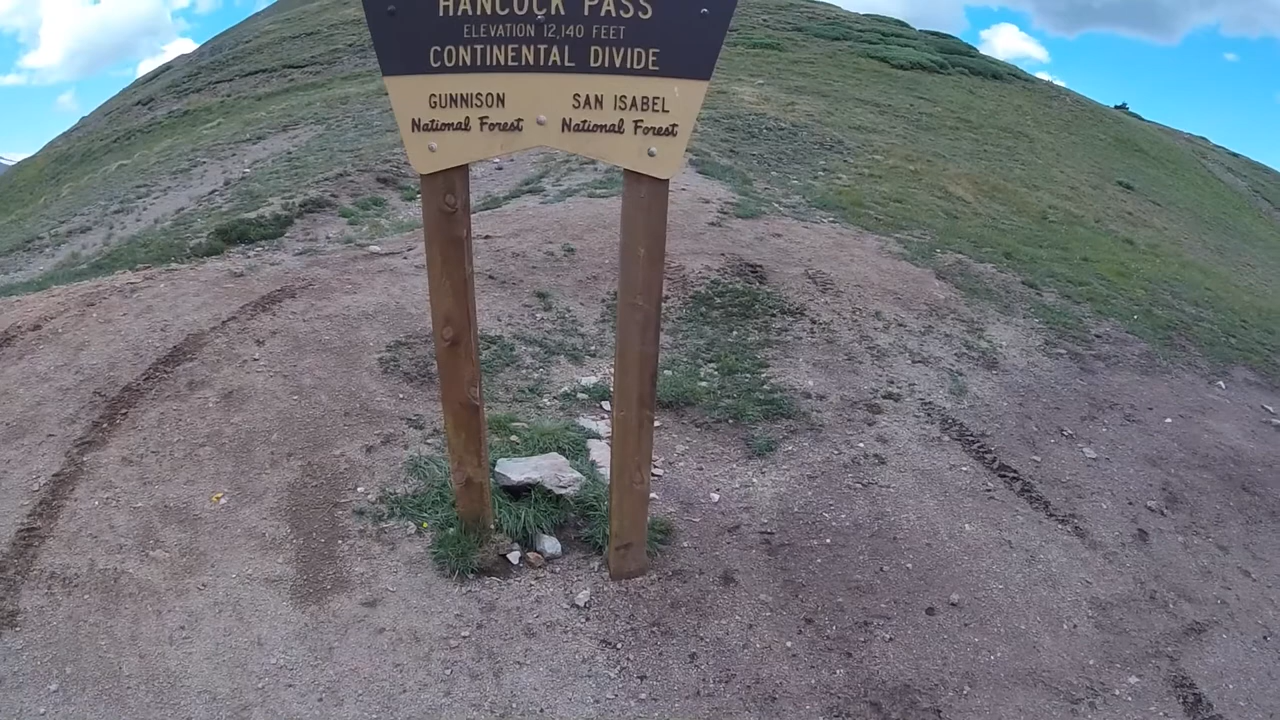 HANCOCK PASS
ELEVATION 12,140 FEET
CONTINENTAL DIVIDE
GUNNISON
National Forest
SAN ISABEL
National Forest